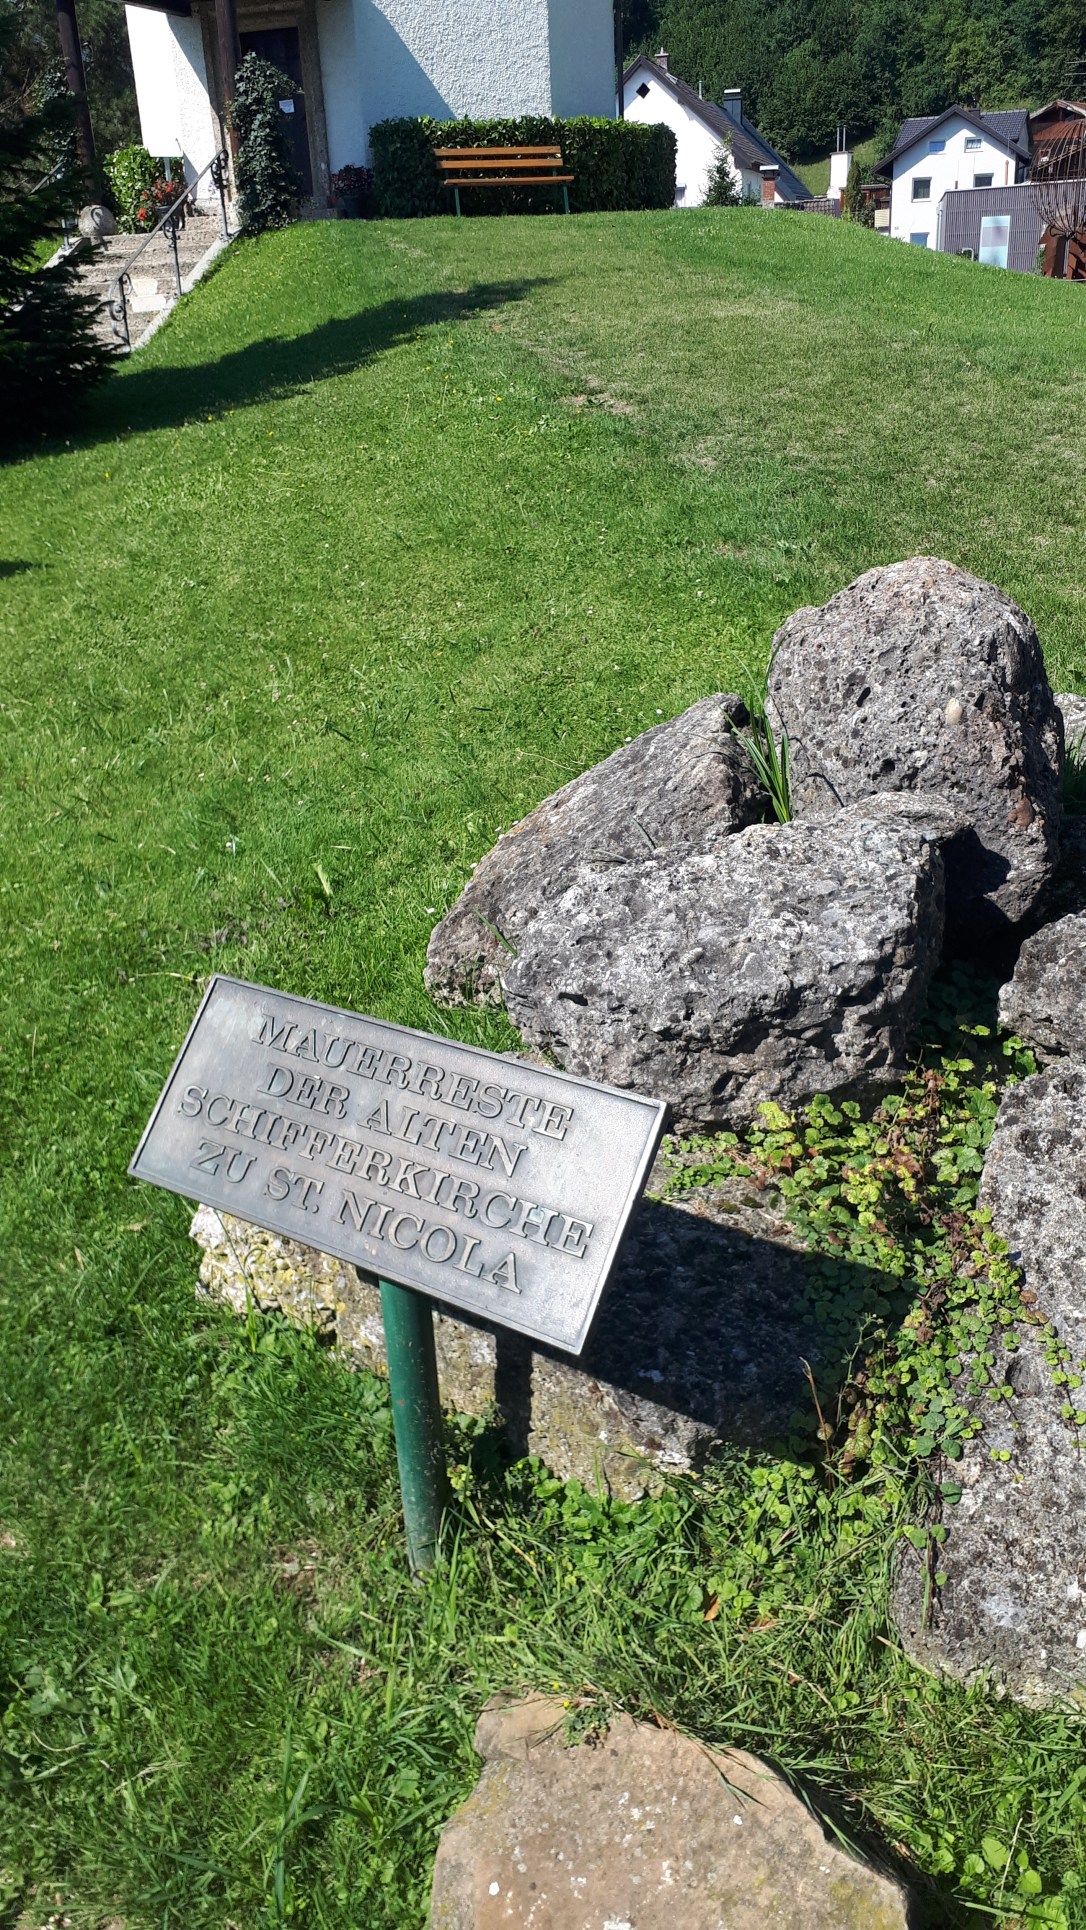 MAUERRESTE
DER ALTEN
SCHIFFERKIRCHE
ZU ST. NICOLA